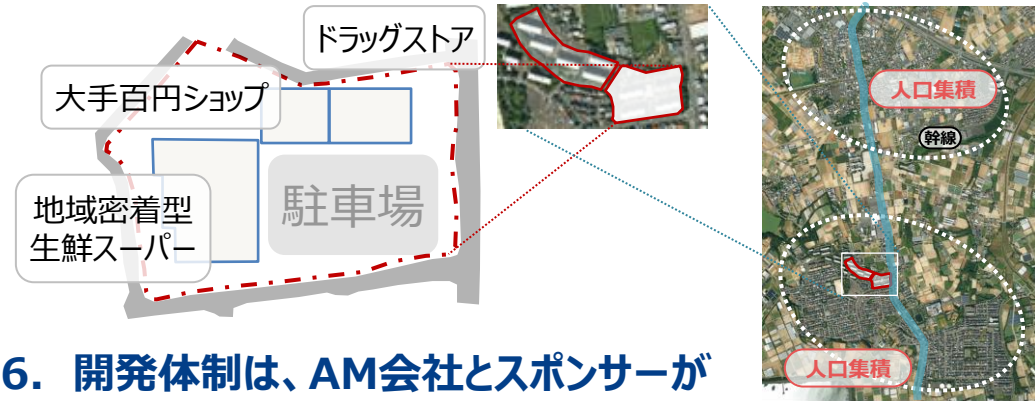 ドラッグストア
大手百円ショップ
地域密着型
生鮮スーパー
駐車場
人口集積
幹線
人口集積
6. 開発体制は、AM会社とスポンサーが